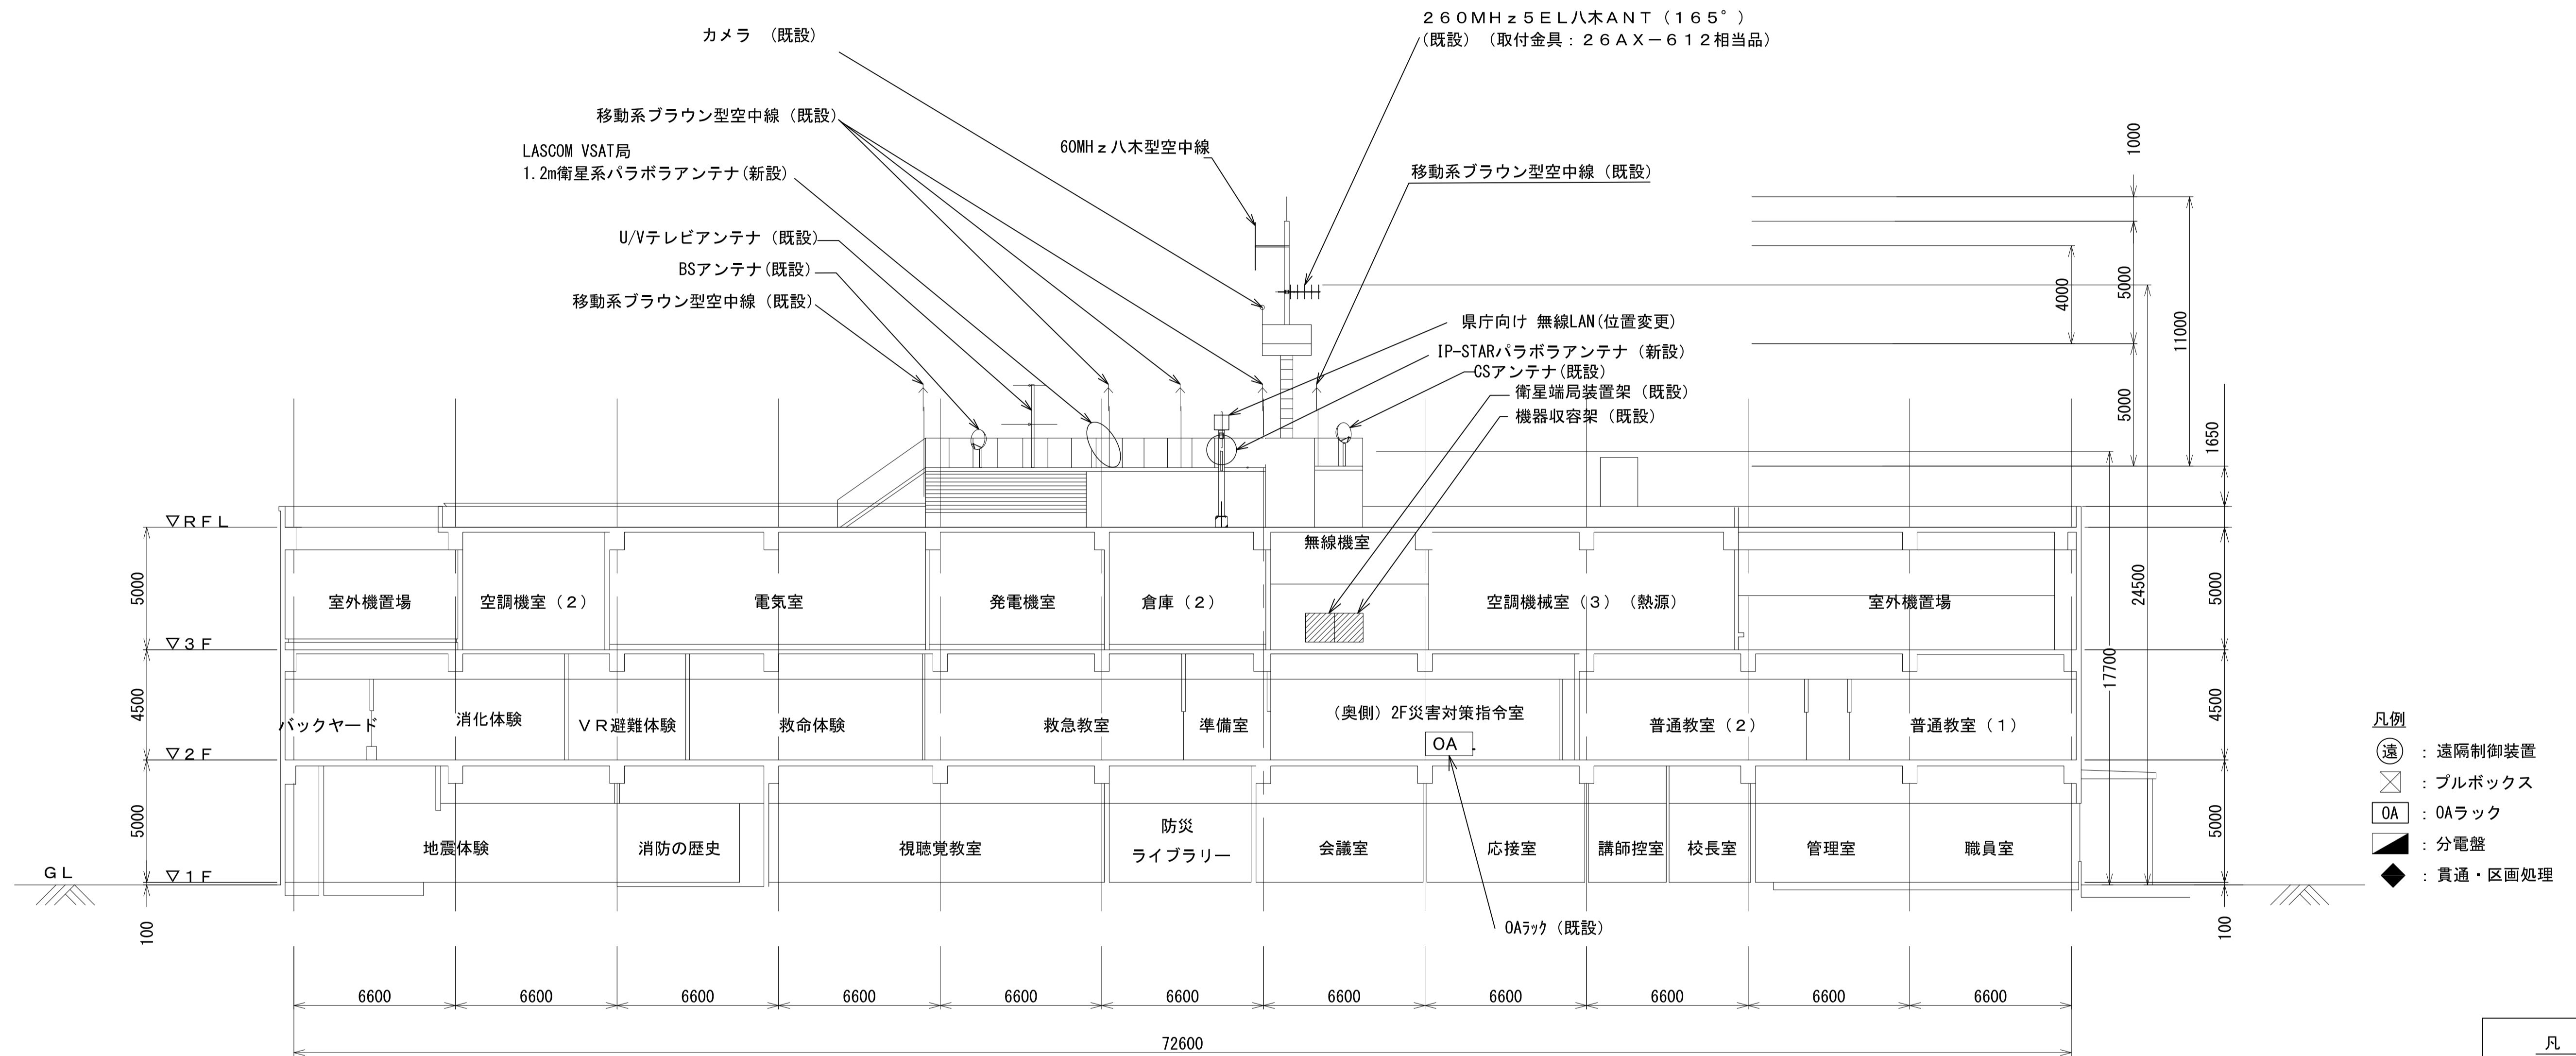 カメラ （既設）
２６０ＭＨｚ５ＥＬ八木ＡＮＴ（１６５°）
（既設）（取付金具：２６ＡＸ－６１２相当品）
移動系ブラウン型空中線（既設）
60MHｚ八木型空中線
LASCOM VSAT局
1.2m衛星系パラボラアンテナ(新設)
移動系ブラウン型空中線（既設）
U/Vテレビアンテナ（既設）
BSアンテナ(既設)
移動系ブラウン型空中線（既設）
県庁向け 無線LAN(位置変更)
IP-STARパラボラアンテナ（新設）
CSアンテナ(既設)
衛星端局装置架（既設）
機器収容架（既設）
1000
5000
4000
11000
5000
1650
24500
17700
5000
4500
5000
100
▽ＲＦＬ
▽３Ｆ
▽２Ｆ
▽１Ｆ
ＧＬ
5000
4500
5000
100
無線機室
室外機置場
空調機室（２）
電気室
発電機室
倉庫（２）
空調機械室（３）（熱源）
室外機置場
バックヤード
消化体験
ＶＲ避難体験
救命体験
救急教室
準備室
（奥側）2F災害対策指令室
OA
普通教室（２）
普通教室（１）
地震体験
消防の歴史
視聴覚教室
防災
ライブラリー
会議室
応接室
講師控室
校長室
管理室
職員室
OAﾗｯｸ（既設）
6600
6600
6600
6600
6600
6600
6600
6600
6600
6600
6600
72600
凡例
遠 ：遠隔制御装置
：プルボックス
OA ：OAラック
：分電盤
：貫通・区画処理
凡